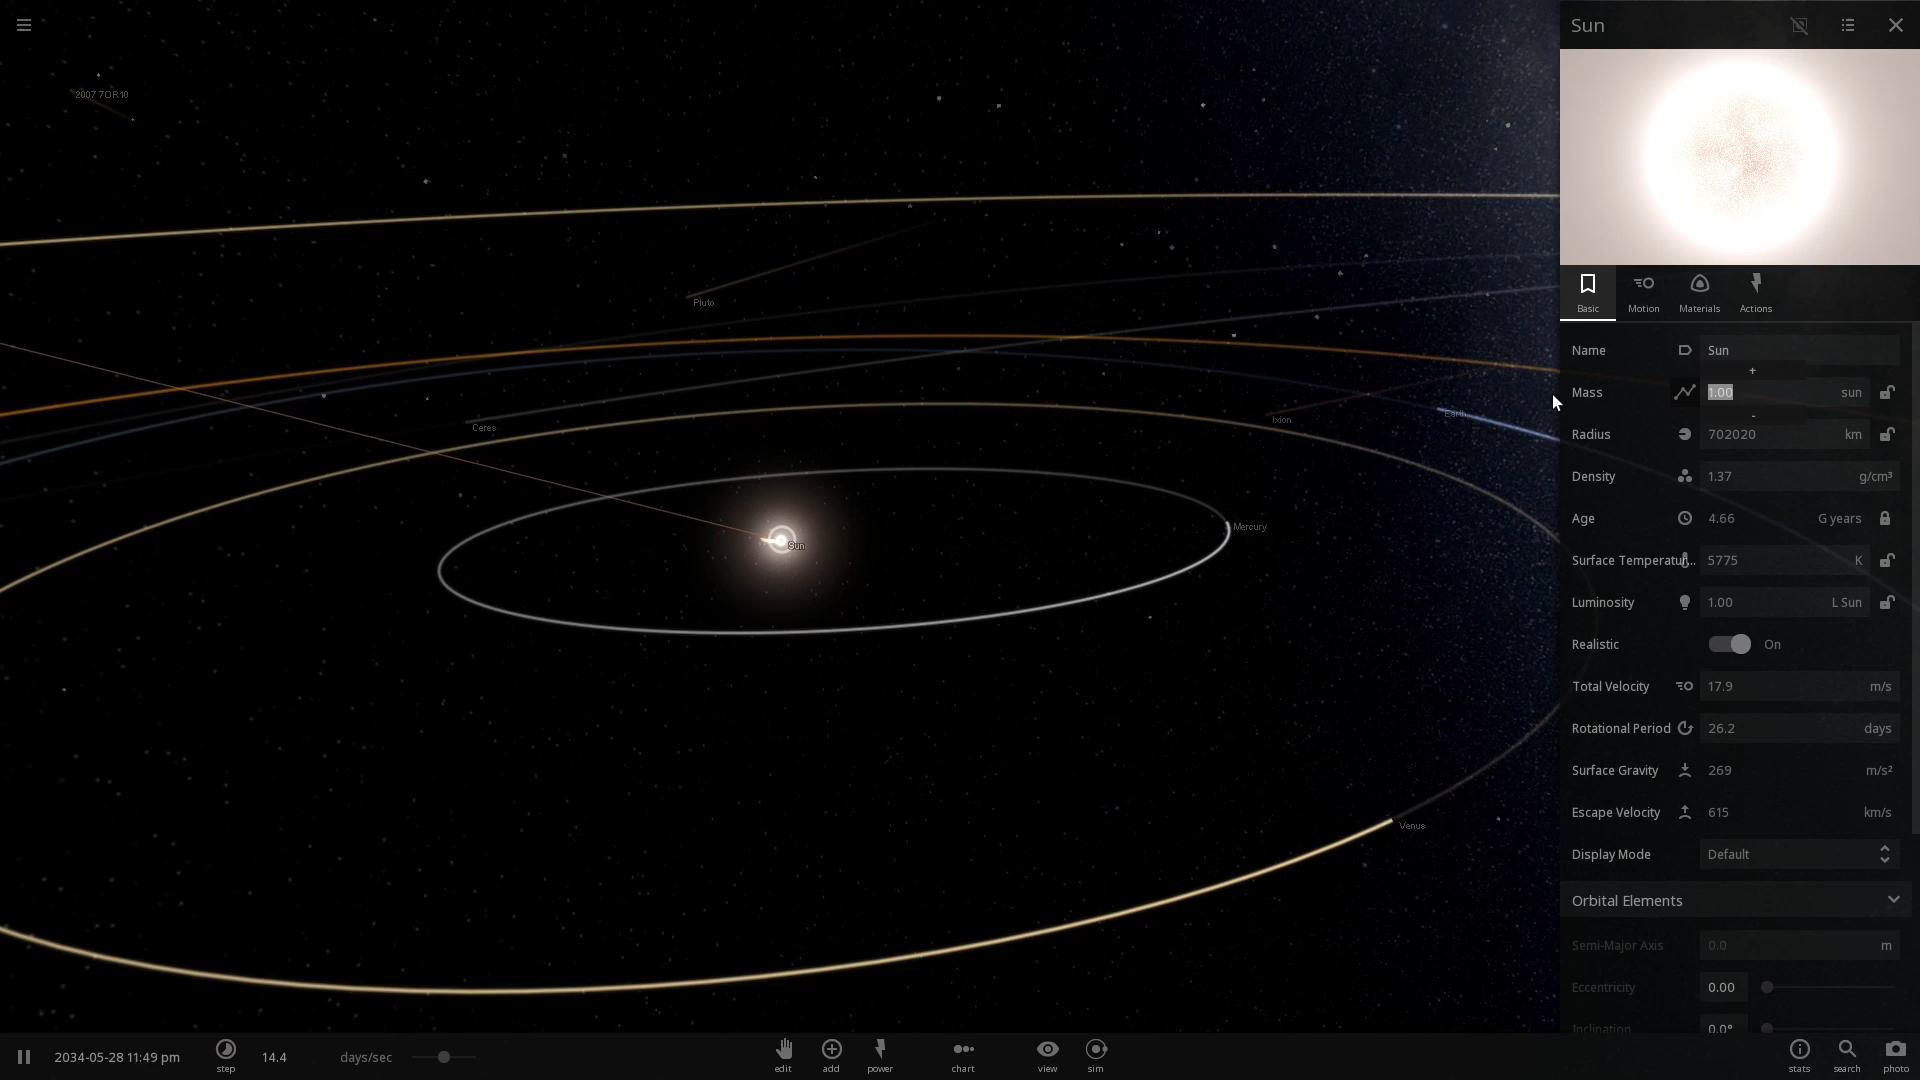 Sun
2007 7OR10
Pluto
Ceres
Ixion
Earth
Mercury
Sun
Venus
Basic
Motion
Materials
Actions
Name Sun
+
Mass 1.00 sun
-
Radius 702020 km
Density 1.37 g/cm³
Age 4.66 G years
Surface Temperatur... 5775 K
Luminosity 1.00 L Sun
Realistic On
Total Velocity 17.9 m/s
Rotational Period 26.2 days
Surface Gravity 269 m/s²
Escape Velocity 615 km/s
Display Mode Default
Orbital Elements
Semi-Major Axis 0.0 m
Eccentricity 0.00
Inclination 0.0°
2034-05-28 11:49 pm
step
14.4 days/sec
edit
add
power
chart
view
sim
stats
search
photo